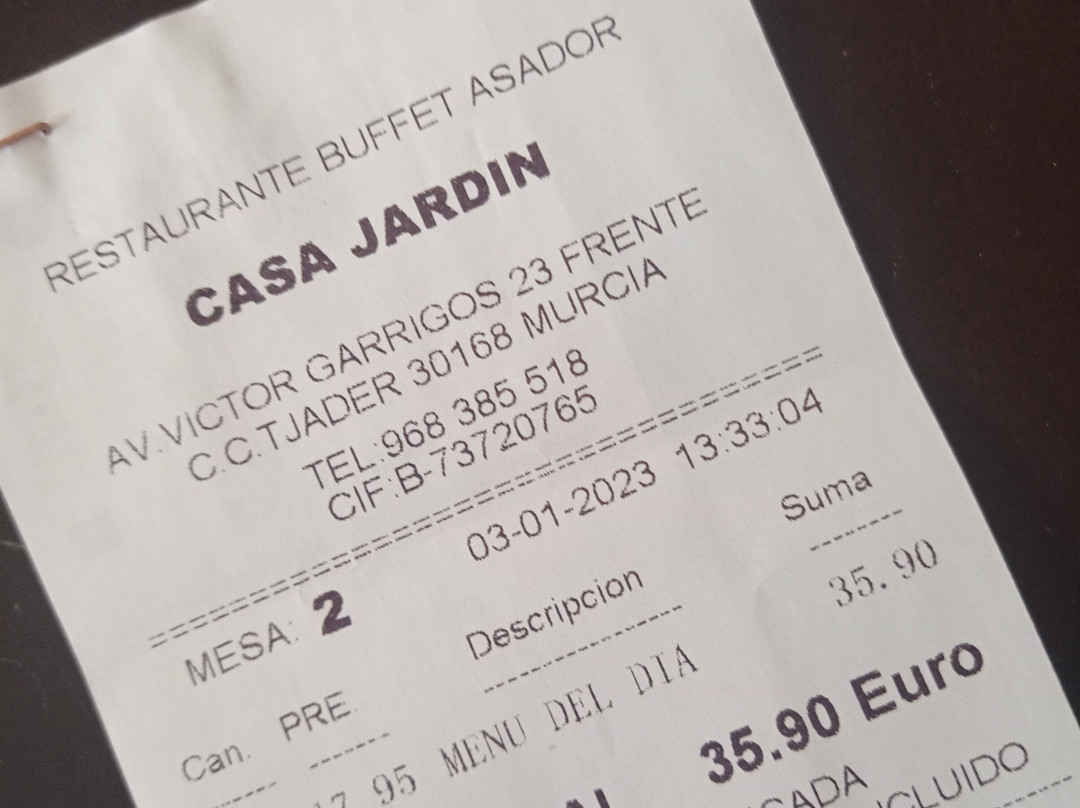 RESTAURANTE BUFFET ASADOR
CASA JARDIN
AV.VICTOR GARRIGOS 23 FRENTE
C.C.TJADER 30168 MURCIA
TEL:968 385 518
CIF:B-73720765
03-01-2023 13:33:04
MESA: 2
Can. PRE. Descripcion Suma
MENU DEL DIA 35.90
35.90 Euro